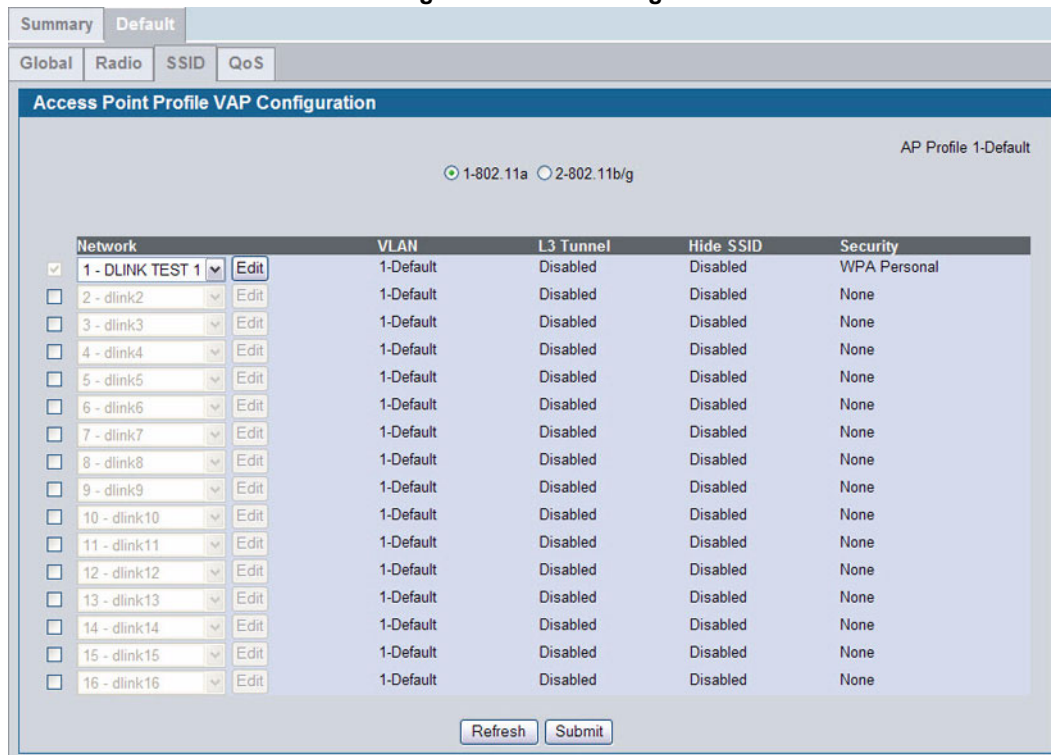 Summary Default
Global Radio SSID QoS
Access Point Profile VAP Configuration
AP Profile 1-Default
1-802.11a 2-802.11b/g
Network VLAN L3 Tunnel Hide SSID Security
1 - DLINK TEST 1 Edit 1-Default Disabled Disabled WPA Personal
2 - dlink2 Edit 1-Default Disabled Disabled None
3 - dlink3 Edit 1-Default Disabled Disabled None
4 - dlink4 Edit 1-Default Disabled Disabled None
5 - dlink5 Edit 1-Default Disabled Disabled None
6 - dlink6 Edit 1-Default Disabled Disabled None
7 - dlink7 Edit 1-Default Disabled Disabled None
8 - dlink8 Edit 1-Default Disabled Disabled None
9 - dlink9 Edit 1-Default Disabled Disabled None
10 - dlink10 Edit 1-Default Disabled Disabled None
11 - dlink11 Edit 1-Default Disabled Disabled None
12 - dlink12 Edit 1-Default Disabled Disabled None
13 - dlink13 Edit 1-Default Disabled Disabled None
14 - dlink14 Edit 1-Default Disabled Disabled None
15 - dlink15 Edit 1-Default Disabled Disabled None
16 - dlink16 Edit 1-Default Disabled Disabled None
Refresh Submit